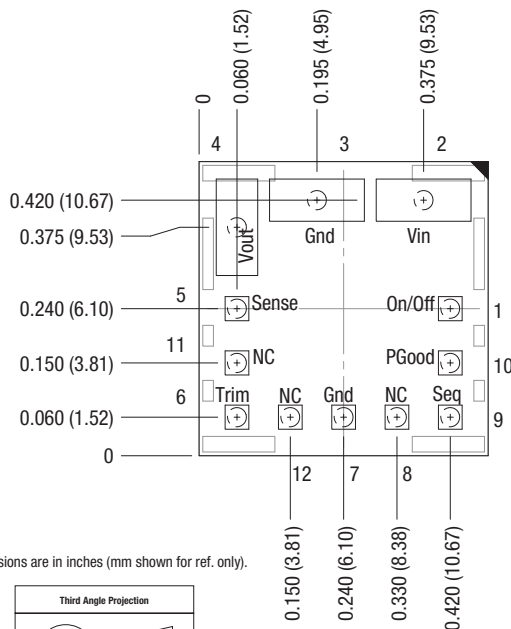 0
0.060 (1.52)
0.195 (4.95)
0.375 (9.53)
4
3
2
0.420 (10.67)
0.375 (9.53)
Vout
Gnd
Vin
0.240 (6.10)
5
Sense
On/Off
1
0.150 (3.81)
11
NC
PGood
10
0.060 (1.52)
6
Trim
NC
Gnd
NC
Seq
9
0
12
7
8
0.150 (3.81)
0.240 (6.10)
0.330 (8.38)
0.420 (10.67)
sions are in inches (mm shown for ref. only).
Third Angle Projection